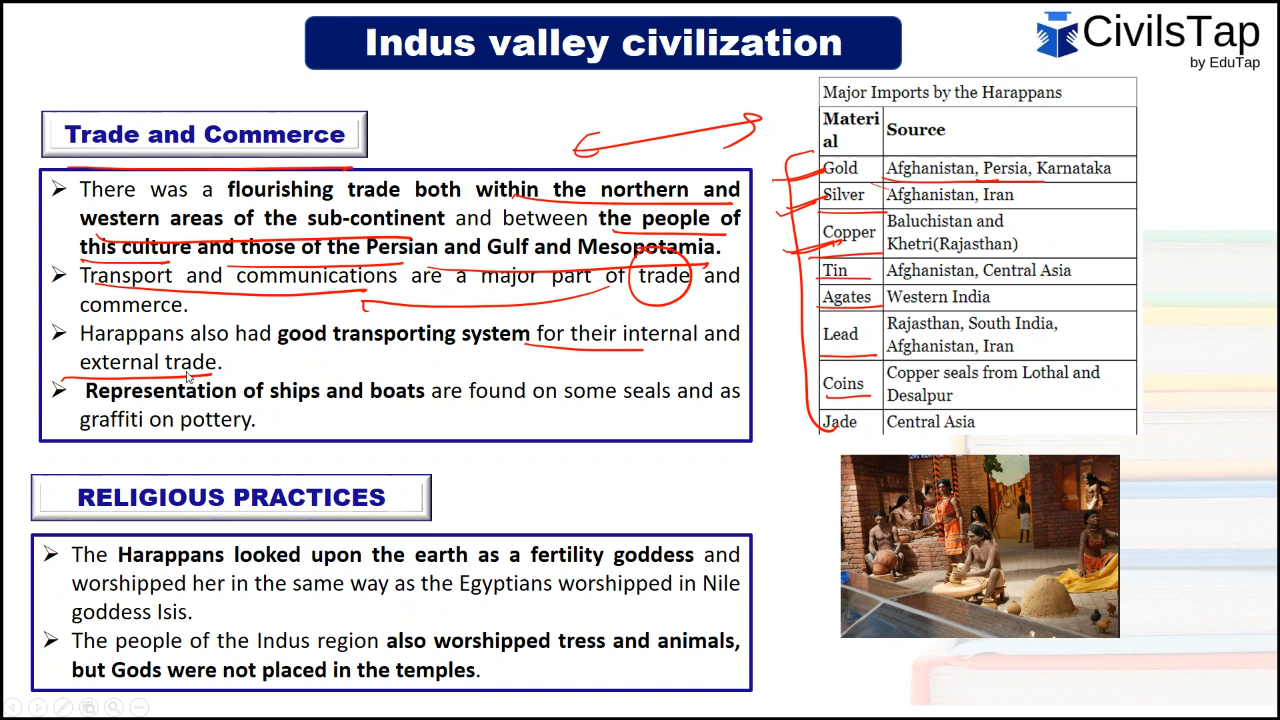 Indus valley civilization
CivilsTap
by EduTap
Trade and Commerce
➢ There was a flourishing trade both within the northern and
western areas of the sub-continent and between the people of
this culture and those of the Persian and Gulf and Mesopotamia.
➢ Transport and communications are a major part of trade and
commerce.
➢ Harappans also had good transporting system for their internal and
external trade.
➢ Representation of ships and boats are found on some seals and as
graffiti on pottery.
Major Imports by the Harappans
Materi
al
Source
Gold Afghanistan, Persia, Karnataka
Silver Afghanistan, Iran
Copper Baluchistan and
Khetri(Rajasthan)
Tin Afghanistan, Central Asia
Agates Western India
Lead Rajasthan, South India,
Afghanistan, Iran
Coins Copper seals from Lothal and
Desalpur
Jade Central Asia
RELIGIOUS PRACTICES
➢ The Harappans looked upon the earth as a fertility goddess and
worshipped her in the same way as the Egyptians worshipped in Nile
goddess Isis.
➢ The people of the Indus region also worshipped tress and animals,
but Gods were not placed in the temples.